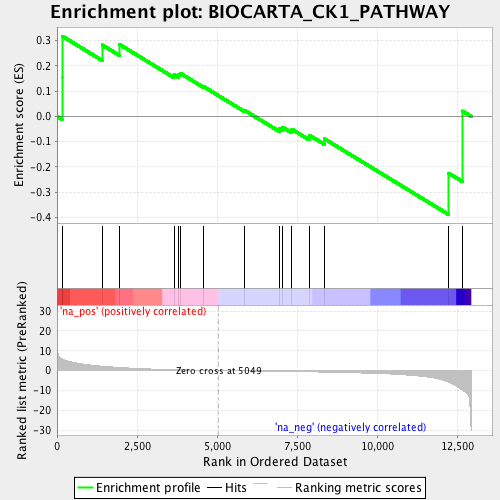 Enrichment plot: BIOCARTA_CK1_PATHWAY
Enrichment score (ES)
0.3
0.2
0.1
0.0
-0.1
-0.2
-0.3
-0.4
'na_pos' (positively correlated)
Ranked list metric (PreRanked)
30
20
10
0
-10
-20
-30
Zero cross at 5049
'na_neg' (negatively correlated)
0
2,500
5,000
7,500
10,000
12,500
Rank in Ordered Dataset
Enrichment profile
Hits
Ranking metric scores